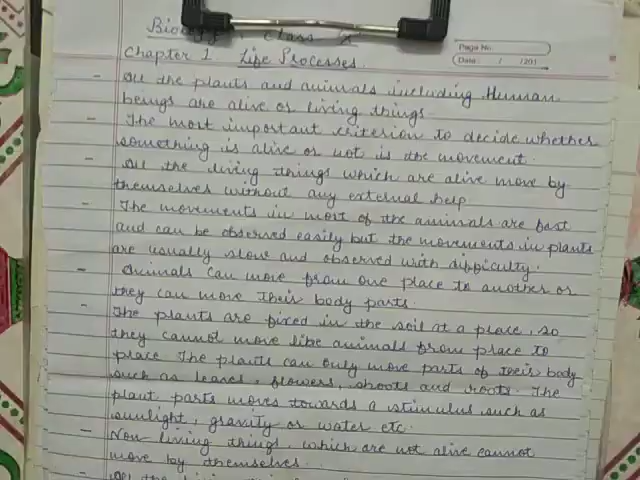 Biology, Class X
Page No.
Date: / /201
Chapter 1 Life Processes.
- All the plants and animals including Human
beings are alive or living things
- The most important criterion to decide whether
something is alive or not is the movement.
- All the living things which are alive move by
themselves without any external help
- The movements in most of the animals are fast
and can be observed easily but the movements in plants
are usually slow and observed with difficulty.
- Animals can move from one place to another or
they can move their body parts.
- The plants are fixed in the soil at a place, so
they cannot move like animals from place to
place. The plants can only move parts of their body
such as leaves, flowers, shoots and roots. The
plant parts moves towards a stimulus such as
sunlight, gravity or water etc.
- Non living things, which are not alive cannot
move by themselves.
- All the